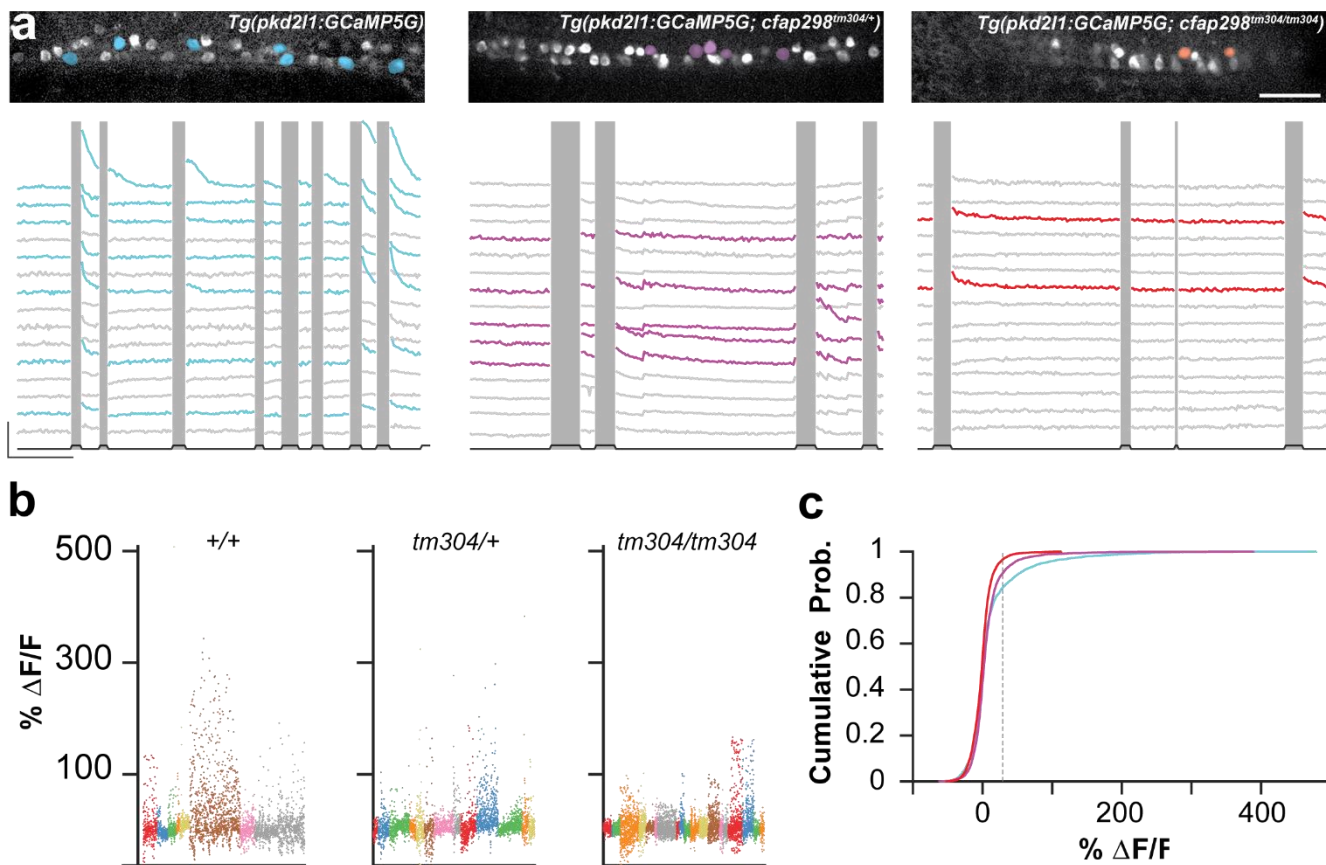 a
Tg(pkd2l1:GCaMP5G)
Tg(pkd2l1:GCaMP5G; cfap298tm304/+)
Tg(pkd2l1:GCaMP5G; cfap298tm304/tm304)
b
+/+
tm304/+
tm304/tm304
500
300
100
% ΔF/F
c
1
0.8
0.6
0.4
0.2
0
Cumulative Prob.
0 200 400
% ΔF/F